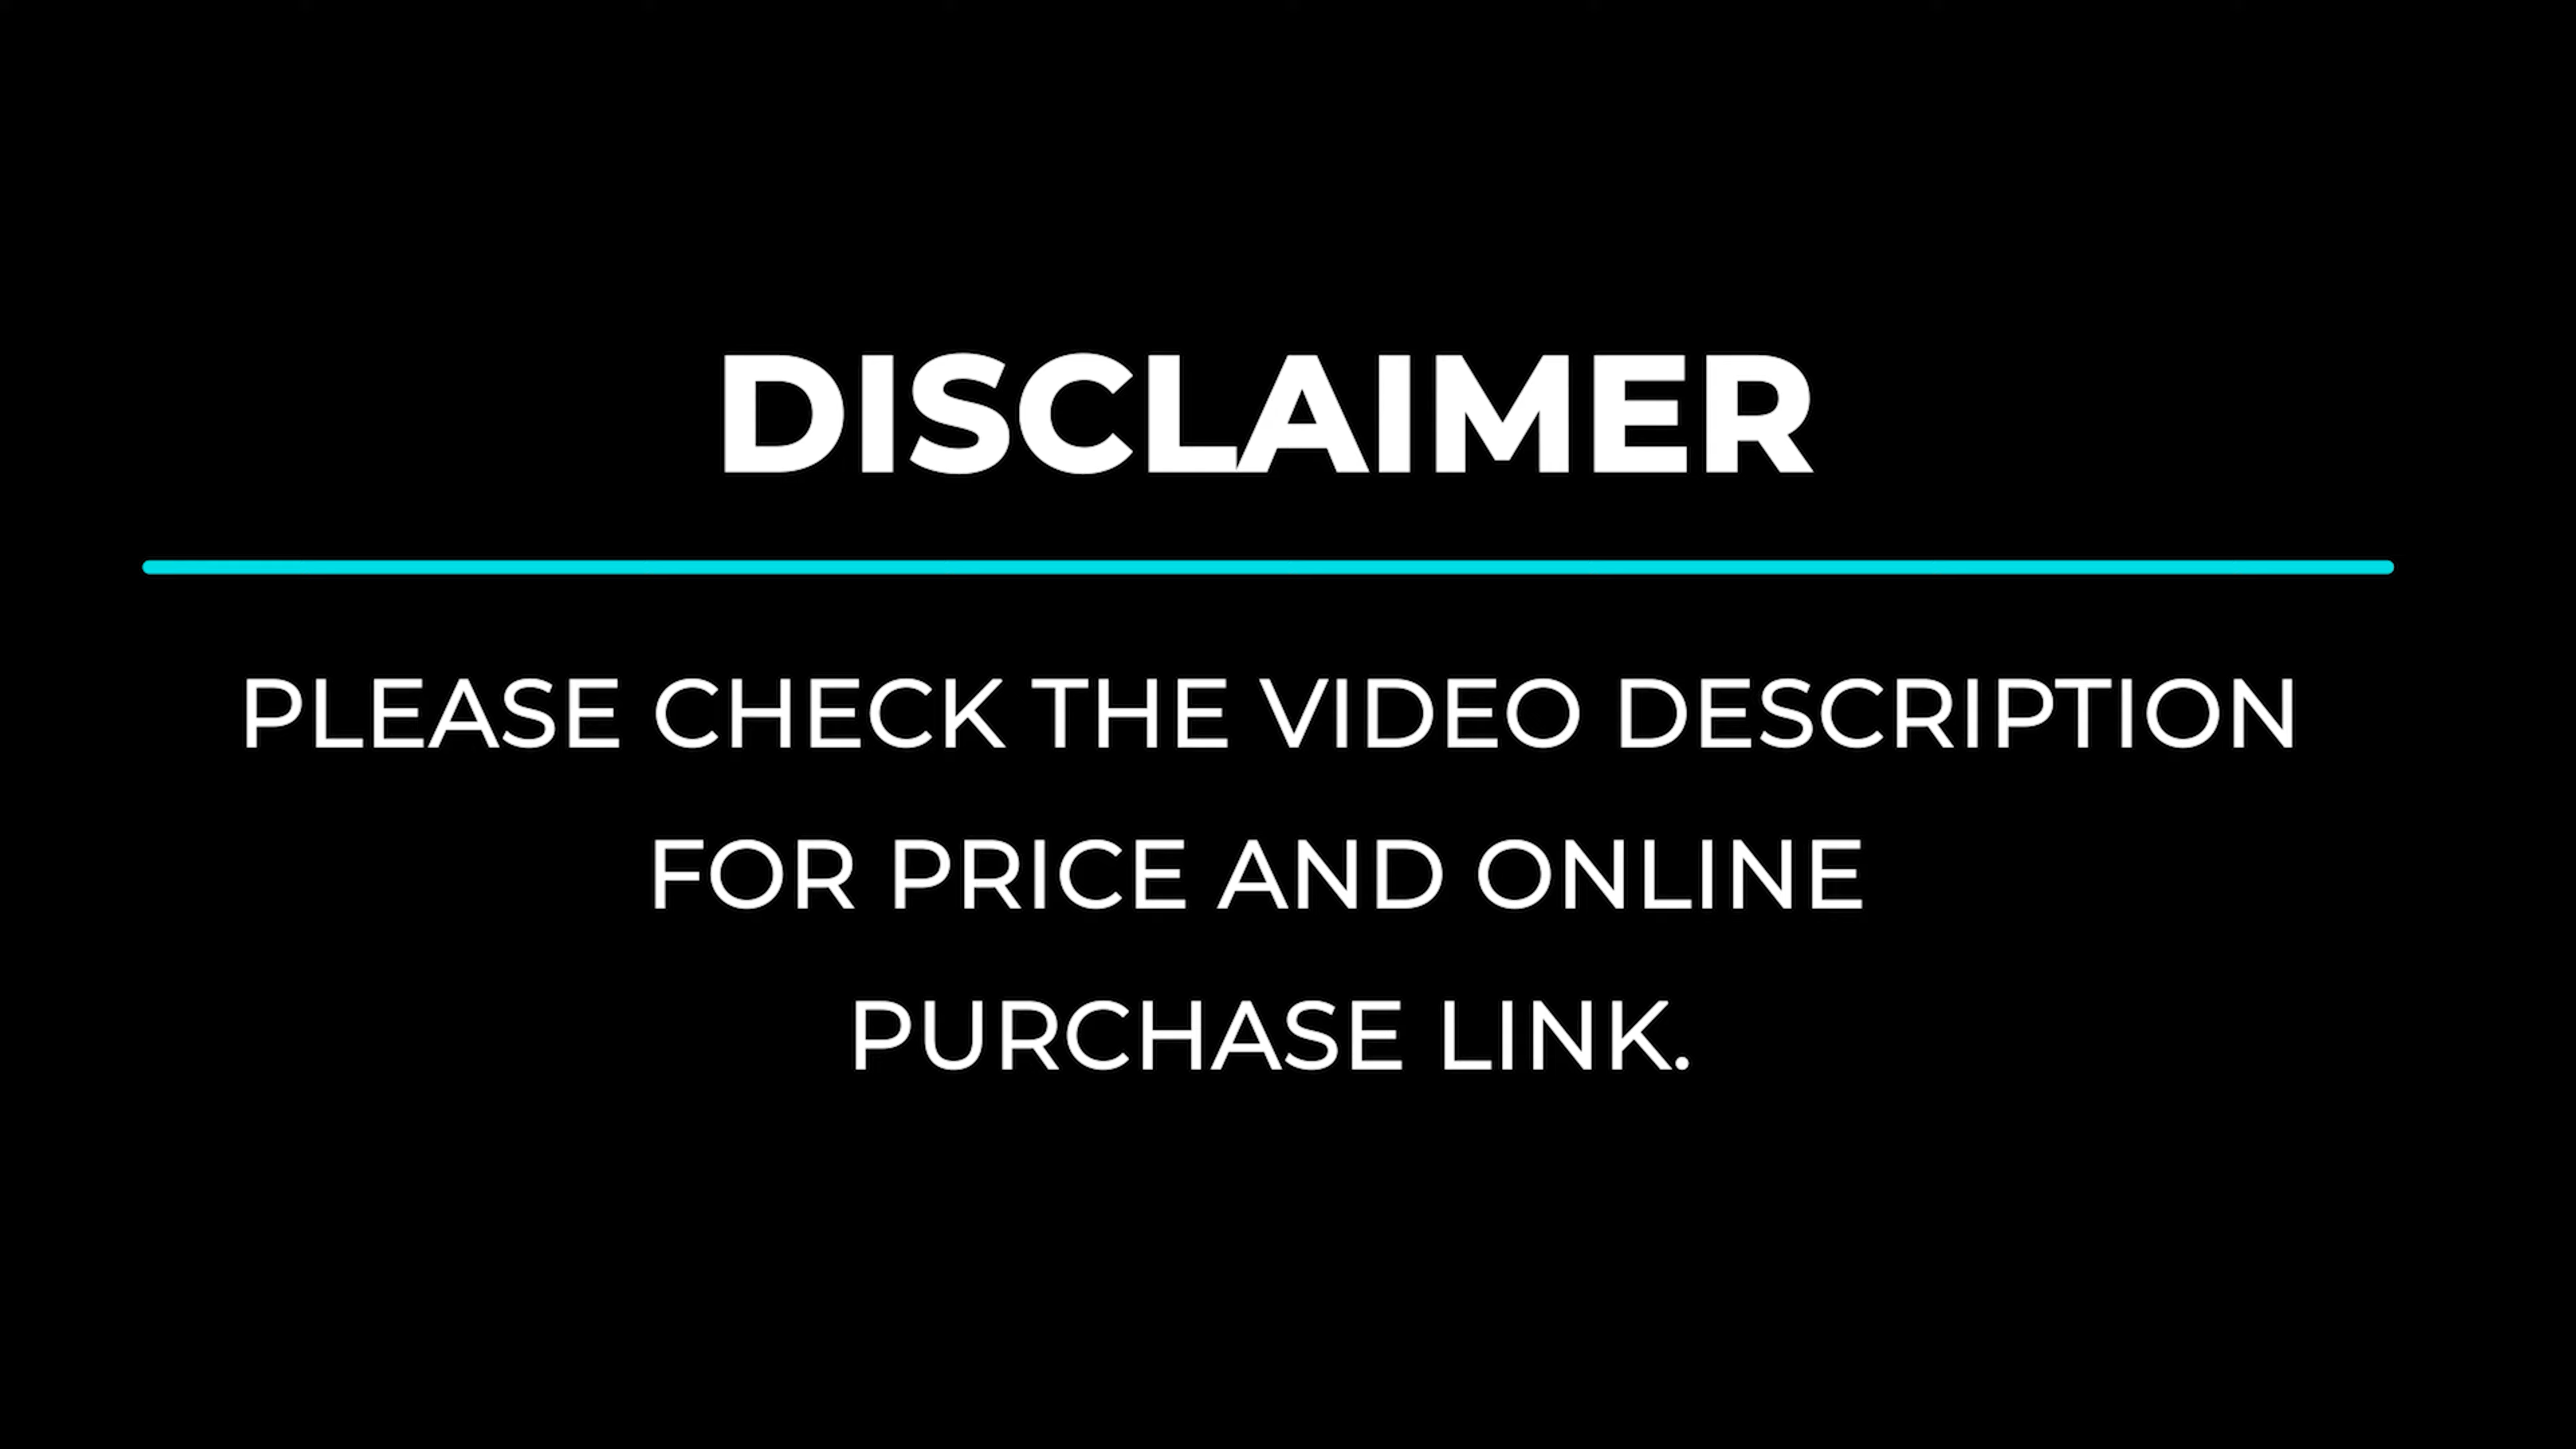 DISCLAIMER
PLEASE CHECK THE VIDEO DESCRIPTION
FOR PRICE AND ONLINE
PURCHASE LINK.